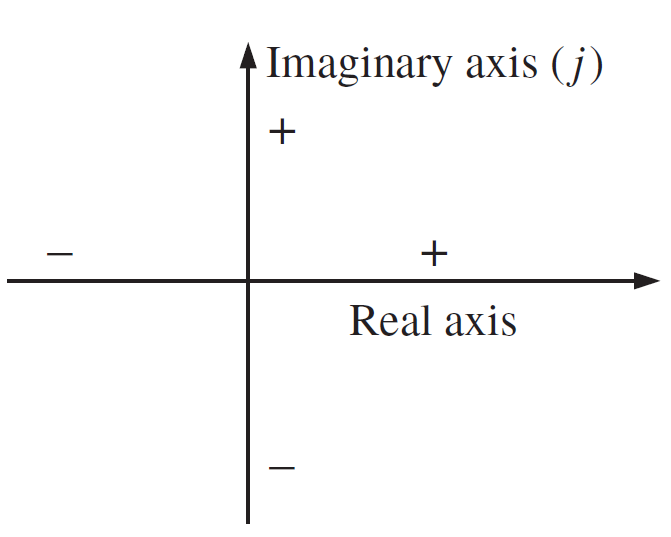 Imaginary axis (j)
+
− +
Real axis
−